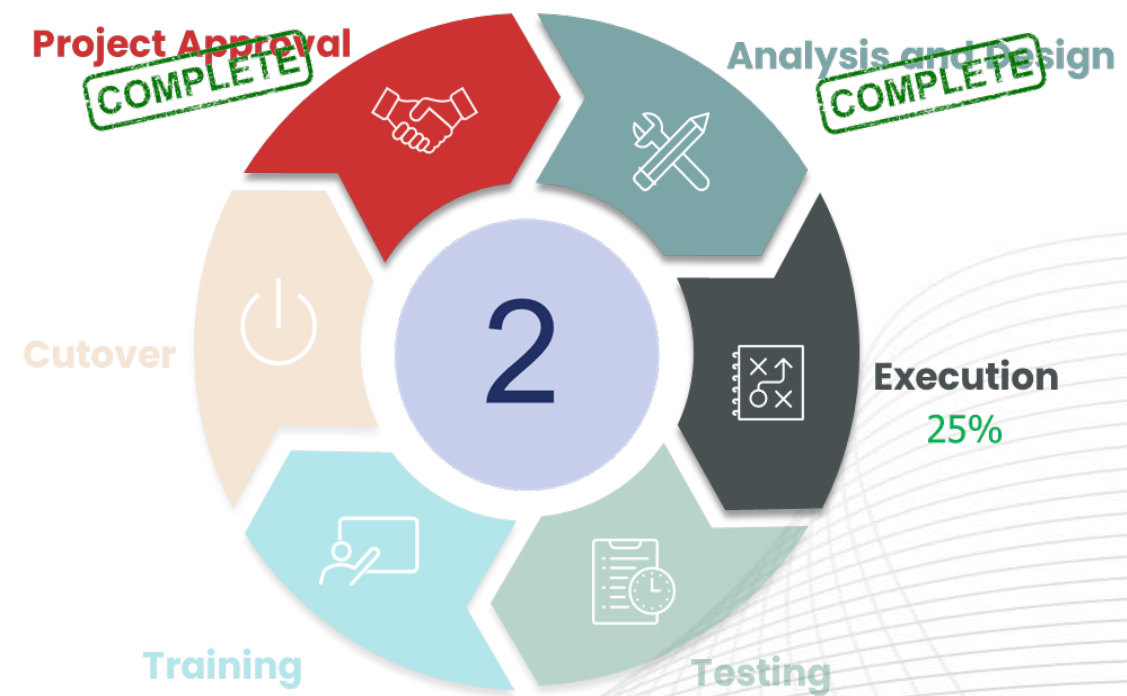 Project Approval
COMPLETE
Analysis and Design
COMPLETE
2
Execution
25%
Cutover
Training
Testing